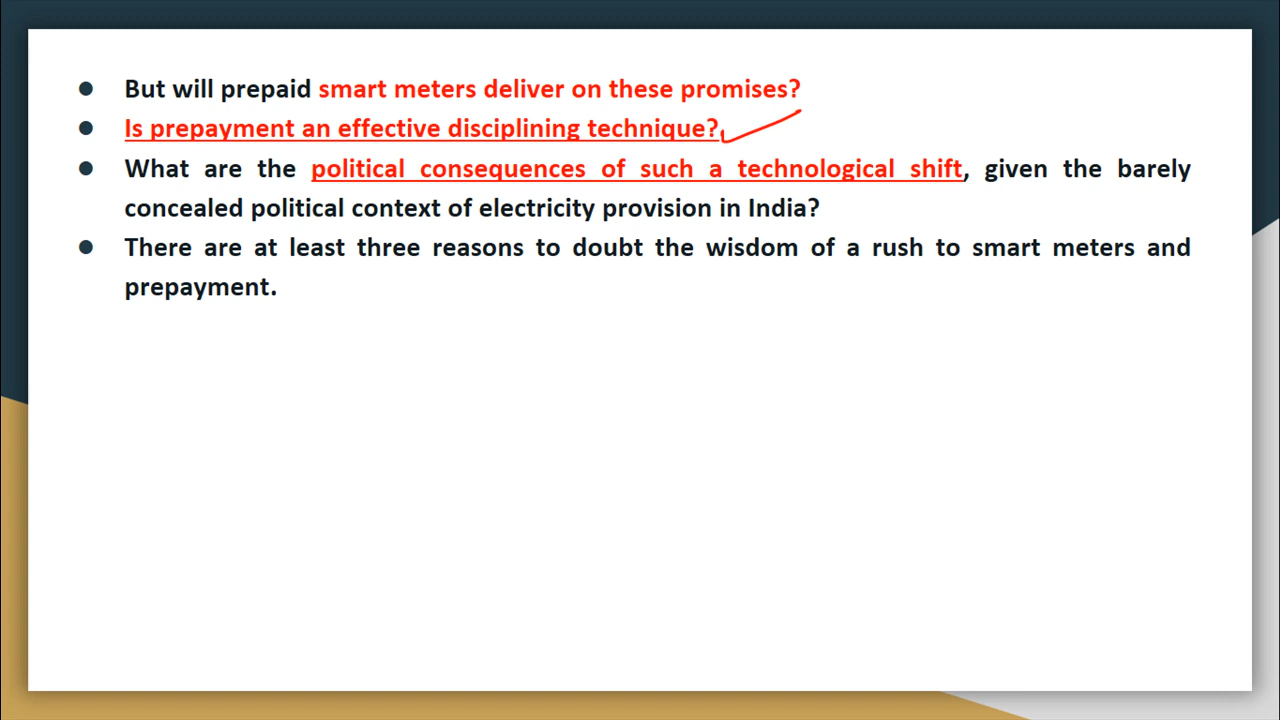 But will prepaid smart meters deliver on these promises?
Is prepayment an effective disciplining technique?
What are the political consequences of such a technological shift, given the barely
concealed political context of electricity provision in India?
There are at least three reasons to doubt the wisdom of a rush to smart meters and
prepayment.